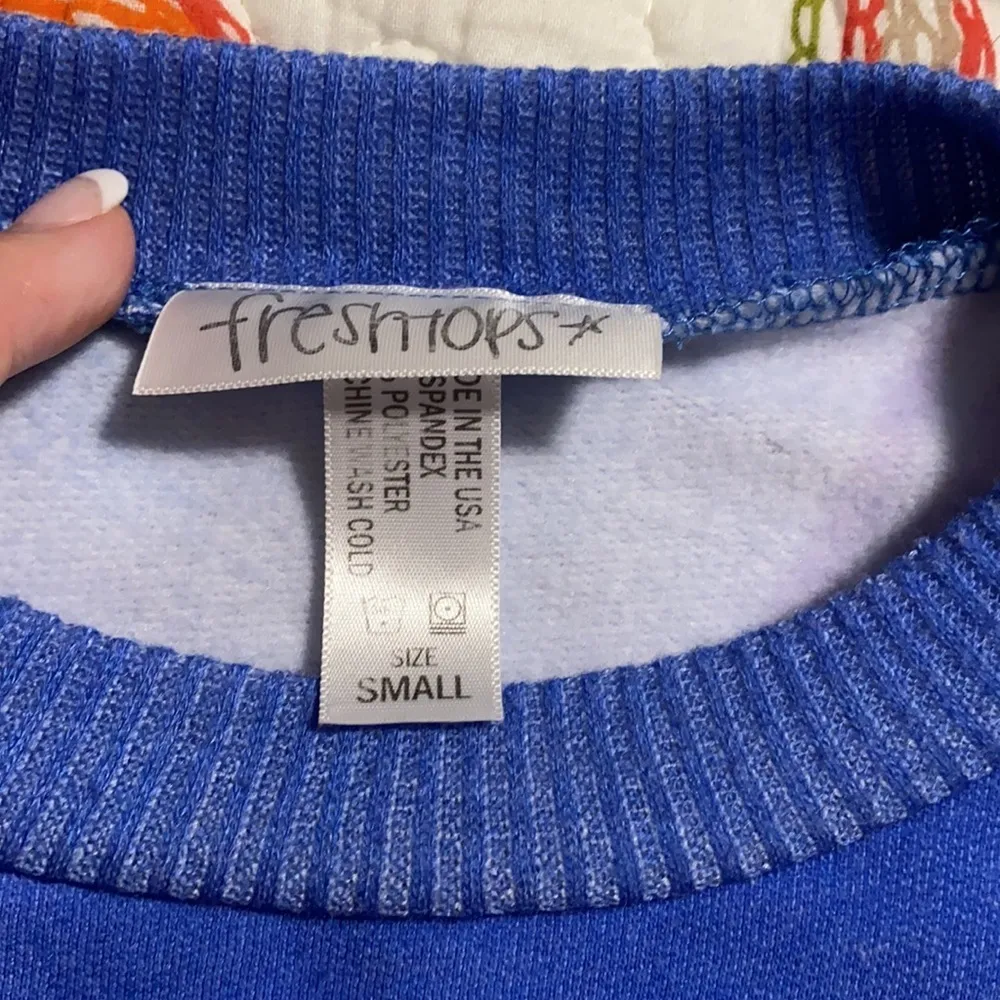 freshtops☆
DE IN THE USA
SPANDEX
POLYESTER
CHINE WASH COLD
SIZE
SMALL